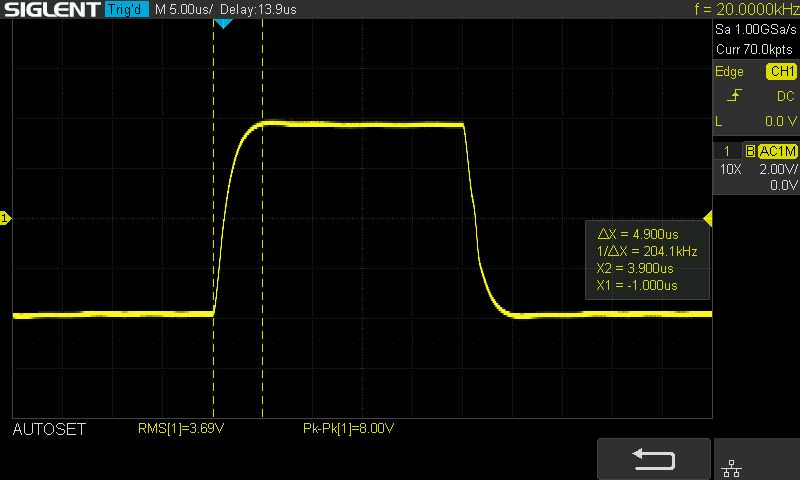 SIGLENT Trig'd M 5.00us/ Delay:13.9us f = 20.0000kHz
Sa 1.00GSa/s
Curr 70.0kpts
Edge CH1
DC
L 0.0 V
1 B AC1M
10X 2.00V/
0.0V
1
ΔX = 4.900us
1/ΔX = 204.1kHz
X2 = 3.900us
X1 = -1.000us
AUTOSET RMS[1]=3.69V Pk-Pk[1]=8.00V